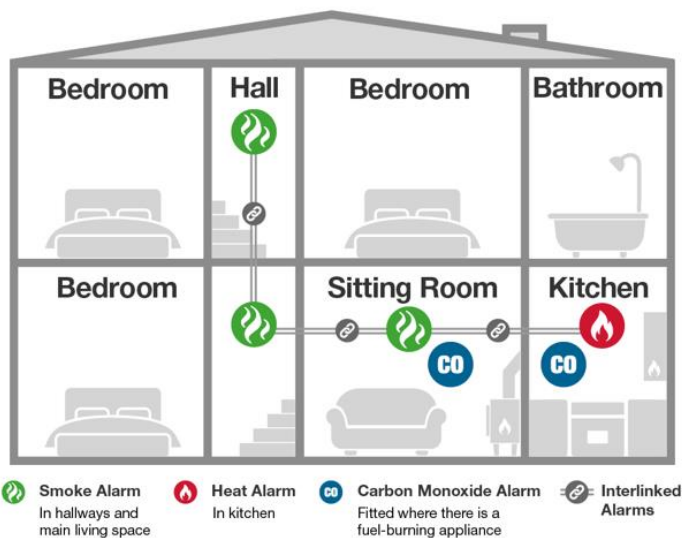 Bedroom
Hall
Bedroom
Bathroom
Bedroom
Sitting Room
Kitchen
CO
CO
Smoke Alarm
In hallways and
main living space
Heat Alarm
In kitchen
CO
Carbon Monoxide Alarm
Fitted where there is a
fuel-burning appliance
Interlinked
Alarms